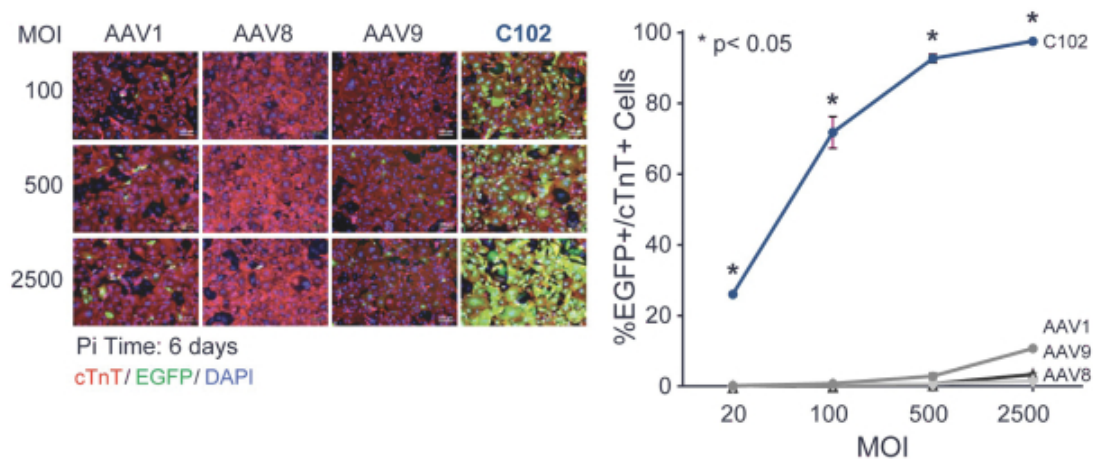 MOI AAV1 AAV8 AAV9 C102
100
500
2500
Pi Time: 6 days
cTnT/ EGFP/ DAPI
%EGFP+/cTnT+ Cells
100
80
60
40
20
0
* p< 0.05
*
*
*
*
C102
AAV1
AAV9
AAV8
20 100 500 2500
MOI